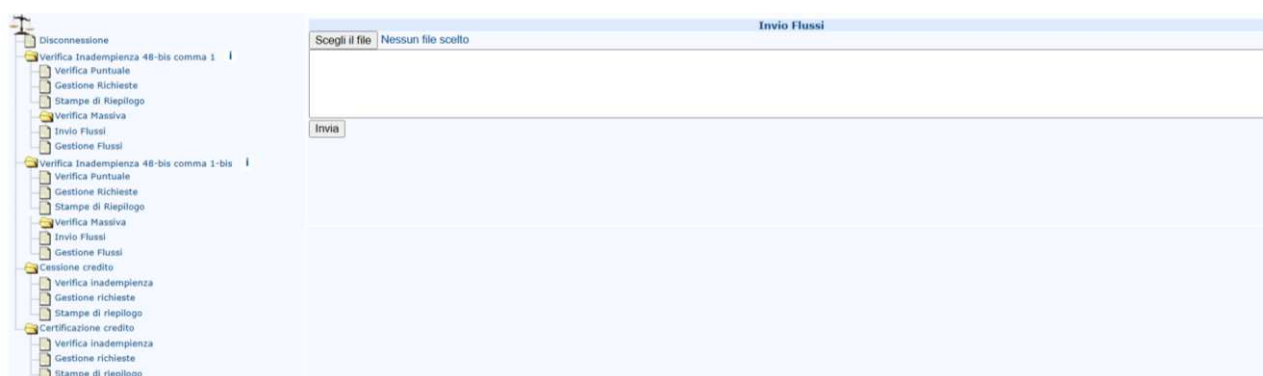 Disconnessione
Verifica Inadempienza 48-bis comma 1 i
Verifica Puntuale
Gestione Richieste
Stampe di Riepilogo
Verifica Massiva
Invio Flussi
Gestione Flussi
Verifica Inadempienza 48-bis comma 1-bis i
Verifica Puntuale
Gestione Richieste
Stampe di Riepilogo
Verifica Massiva
Invio Flussi
Gestione Flussi
Cessione credito
Verifica inadempienza
Gestione richieste
Stampe di riepilogo
Certificazione credito
Verifica inadempienza
Gestione richieste
Stampe di riepilogo
Invio Flussi
Scegli il file Nessun file scelto
Invia